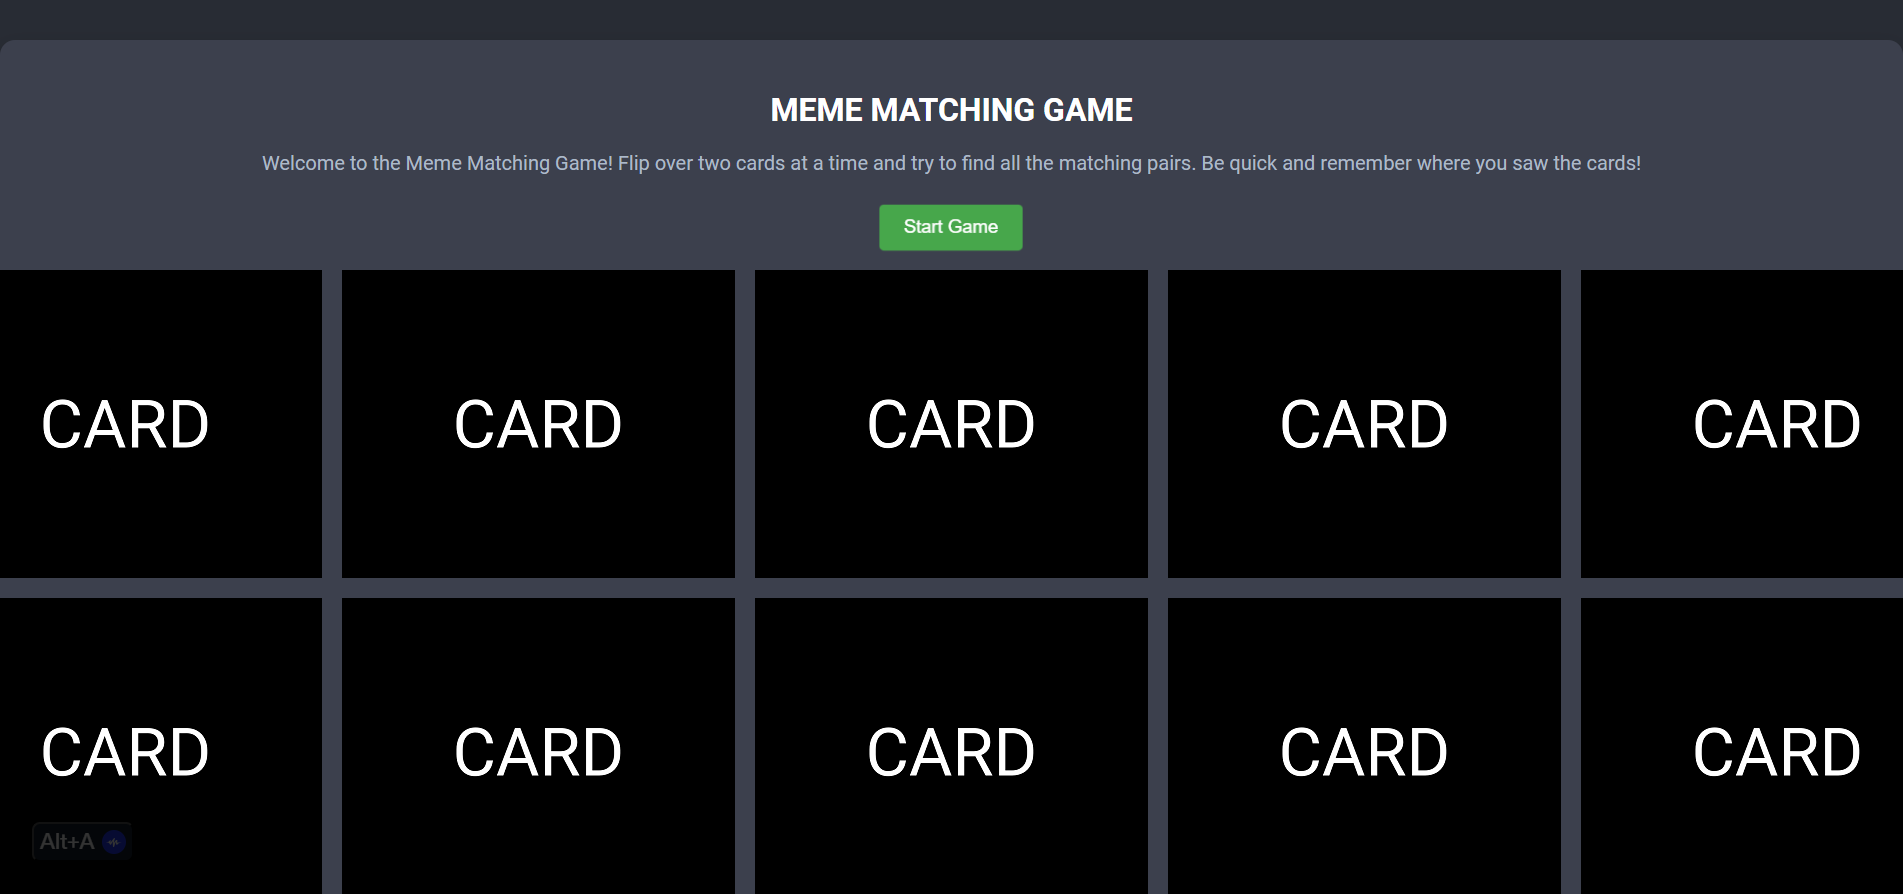 MEME MATCHING GAME
Welcome to the Meme Matching Game! Flip over two cards at a time and try to find all the matching pairs. Be quick and remember where you saw the cards!
Start Game
CARD CARD CARD CARD CARD
CARD CARD CARD CARD CARD
Alt+A